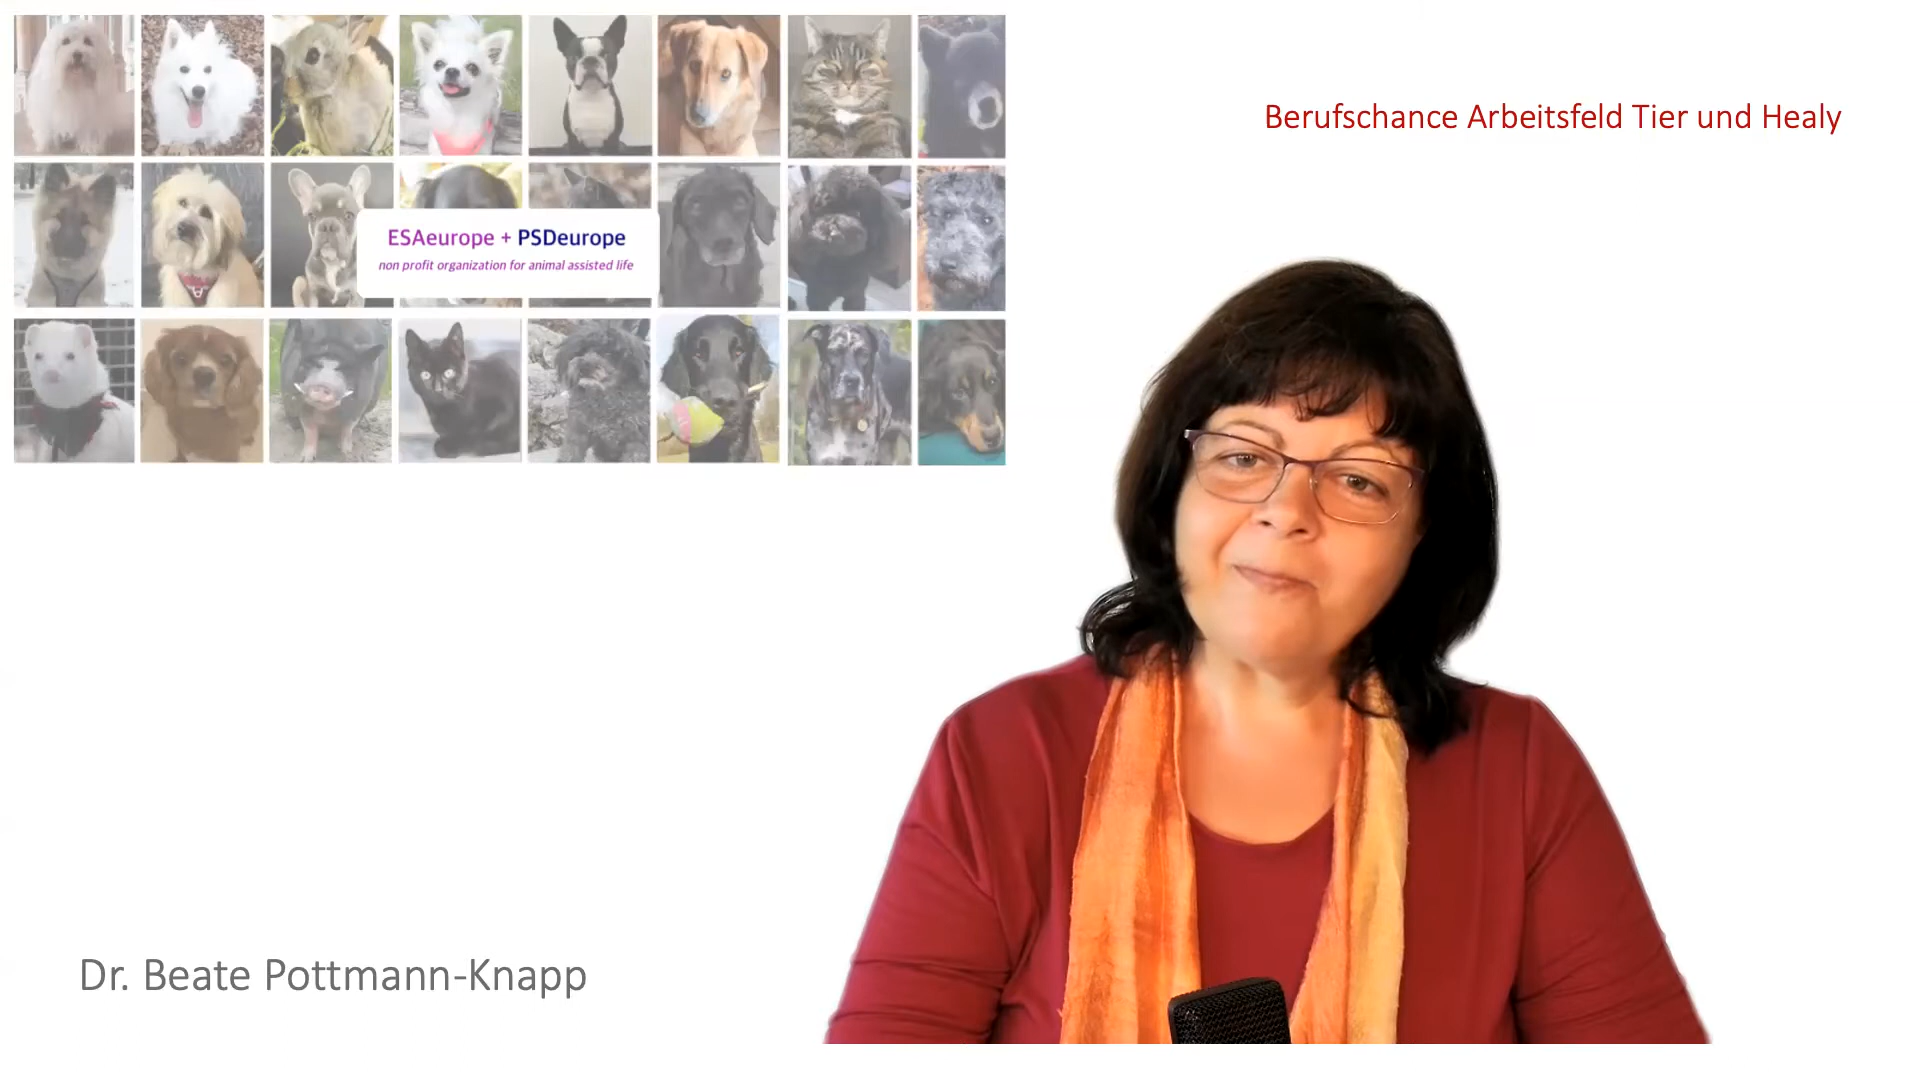 Berufschance Arbeitsfeld Tier und Healy
ESAeurope + PSDeurope
non profit organization for animal assisted life
Dr. Beate Pottmann-Knapp